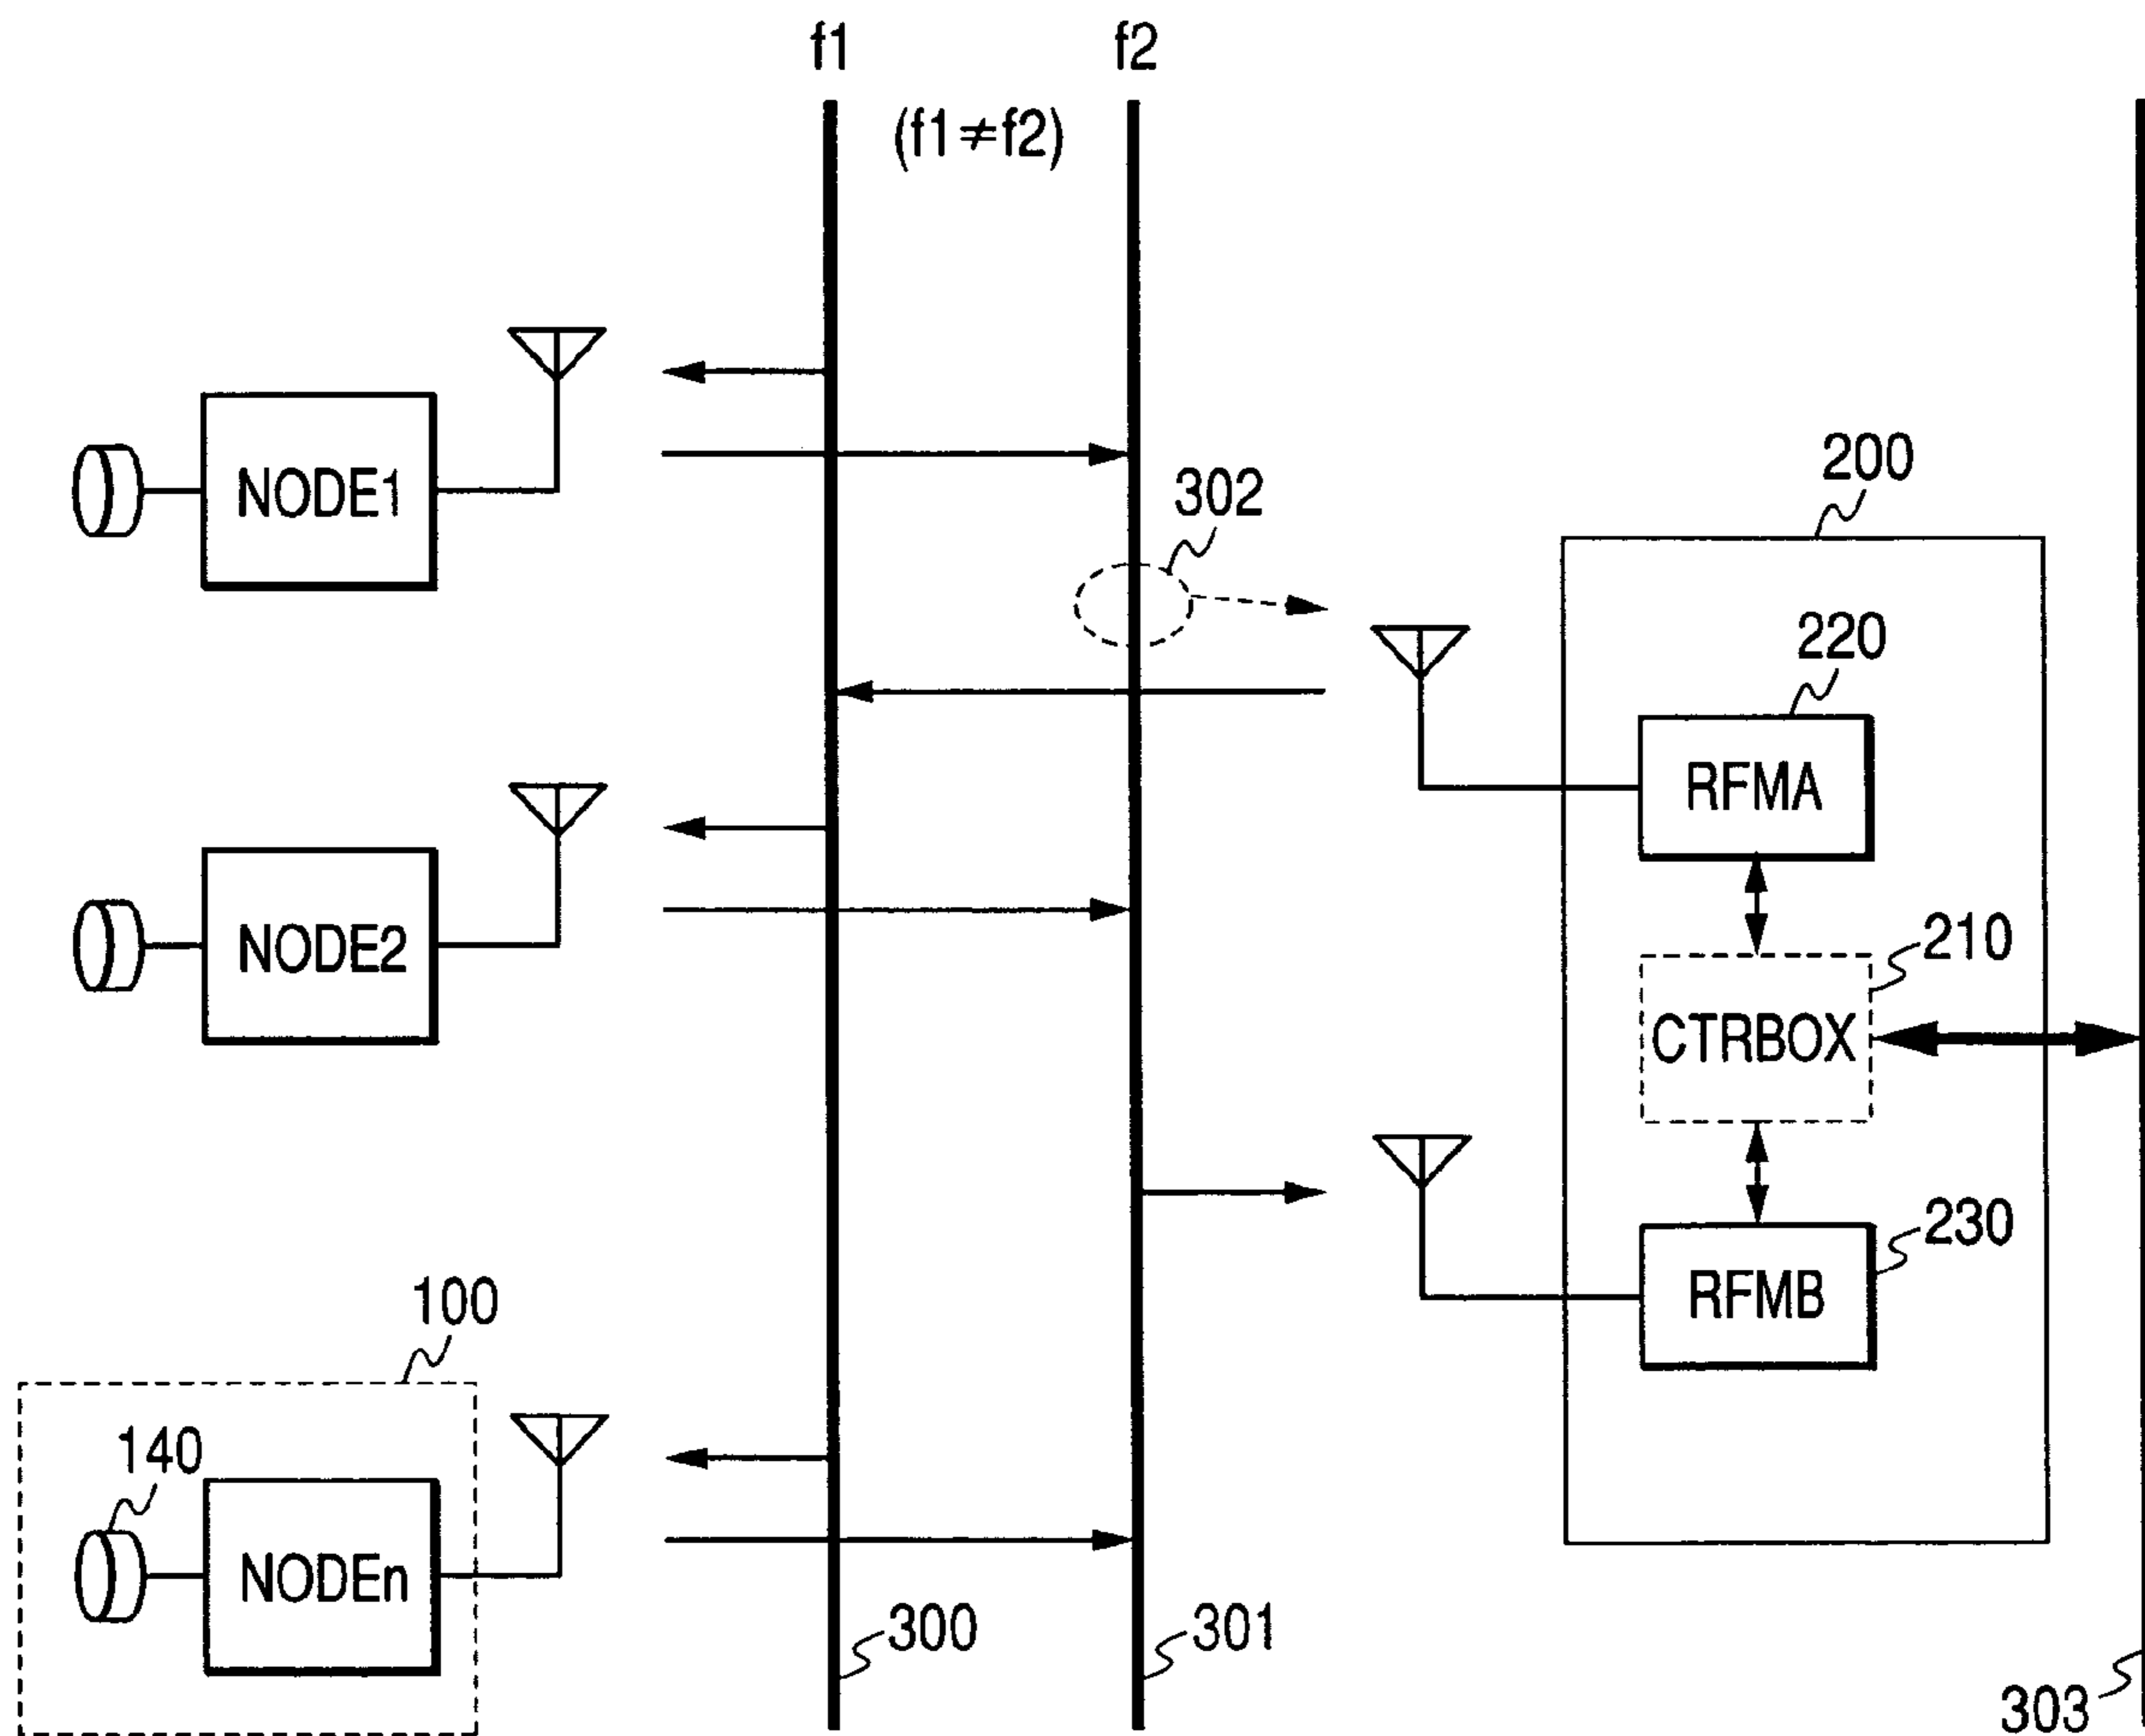 f1
f2
(f1≠f2)
200
NODE1
302
220
RFMA
210
NODE2
CTRBOX
230
100
RFMB
140
NODEn
300
301
303